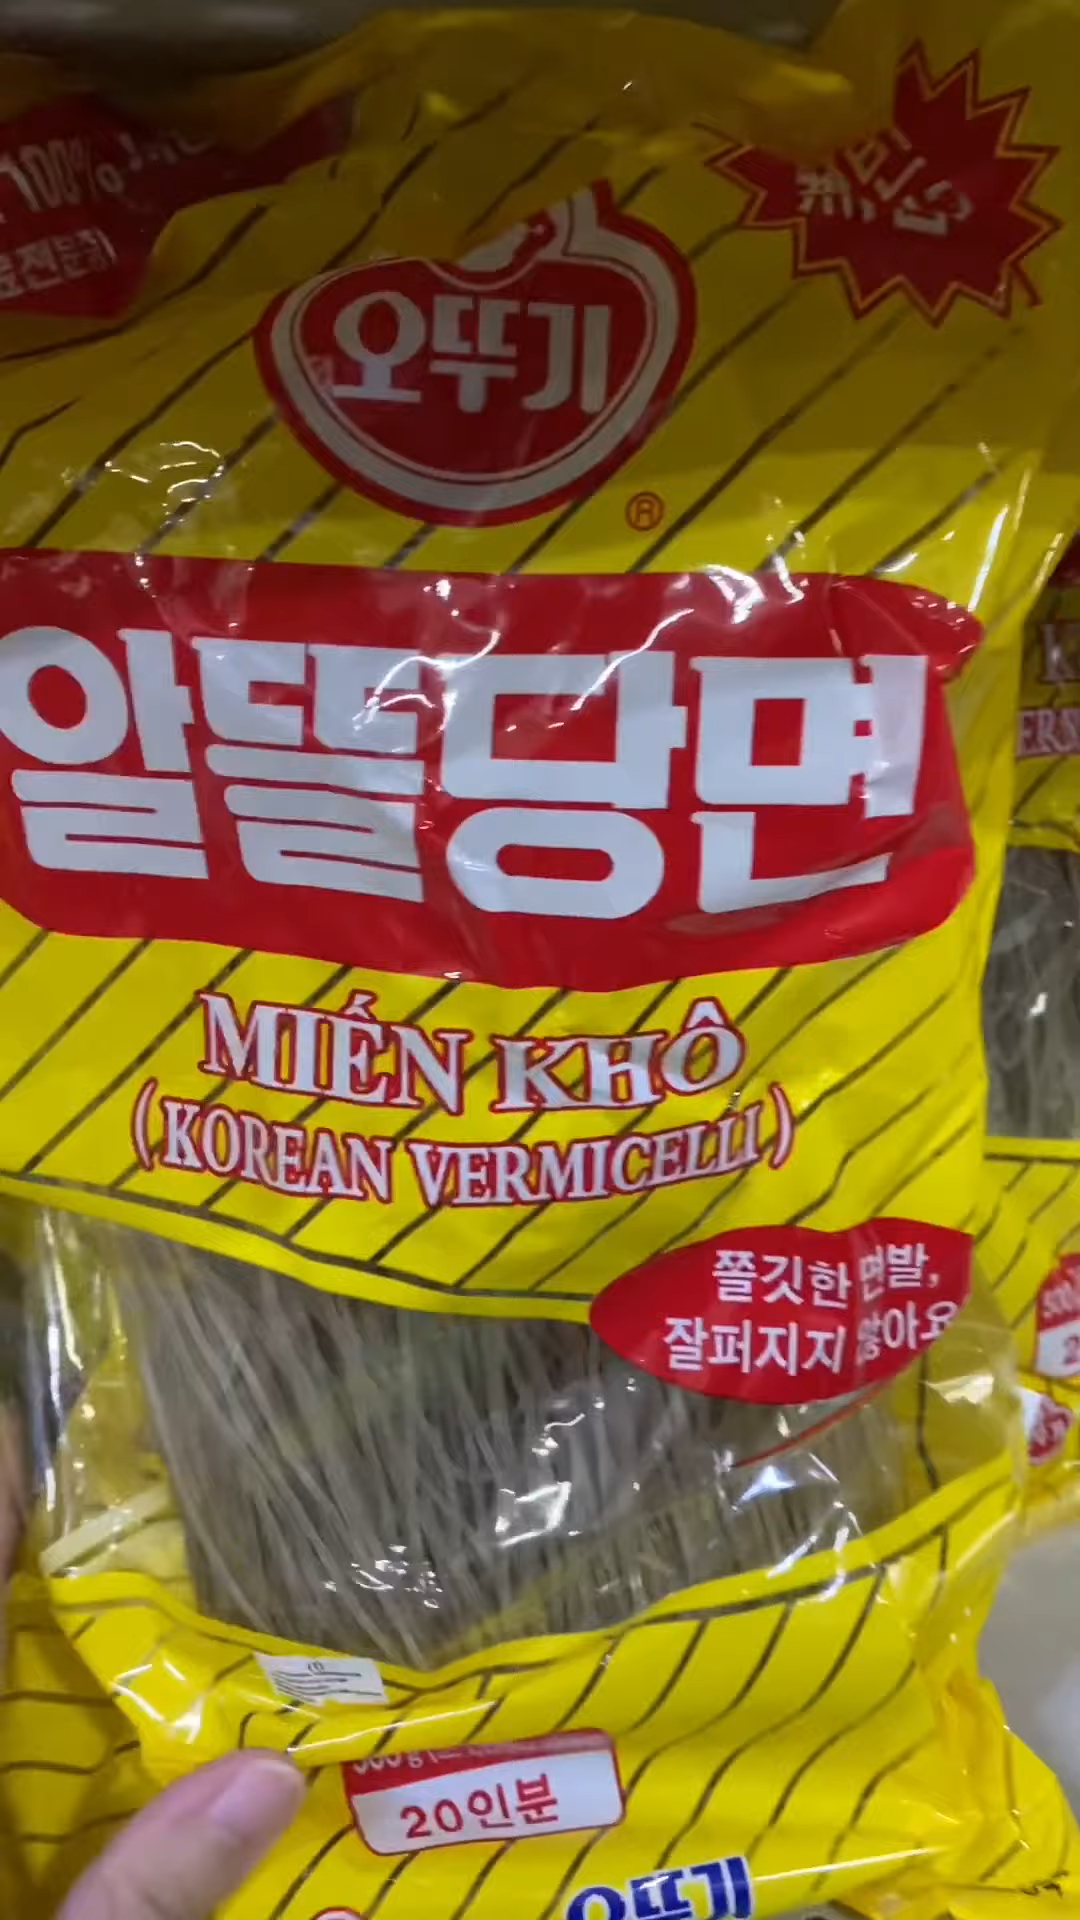 100%
오뚜기
®
알뜰당면
MIẾN KHÔ
(KOREAN VERMICELLI)
쫄깃한 면발,
잘퍼지지 않아요
20인분
오뚜기